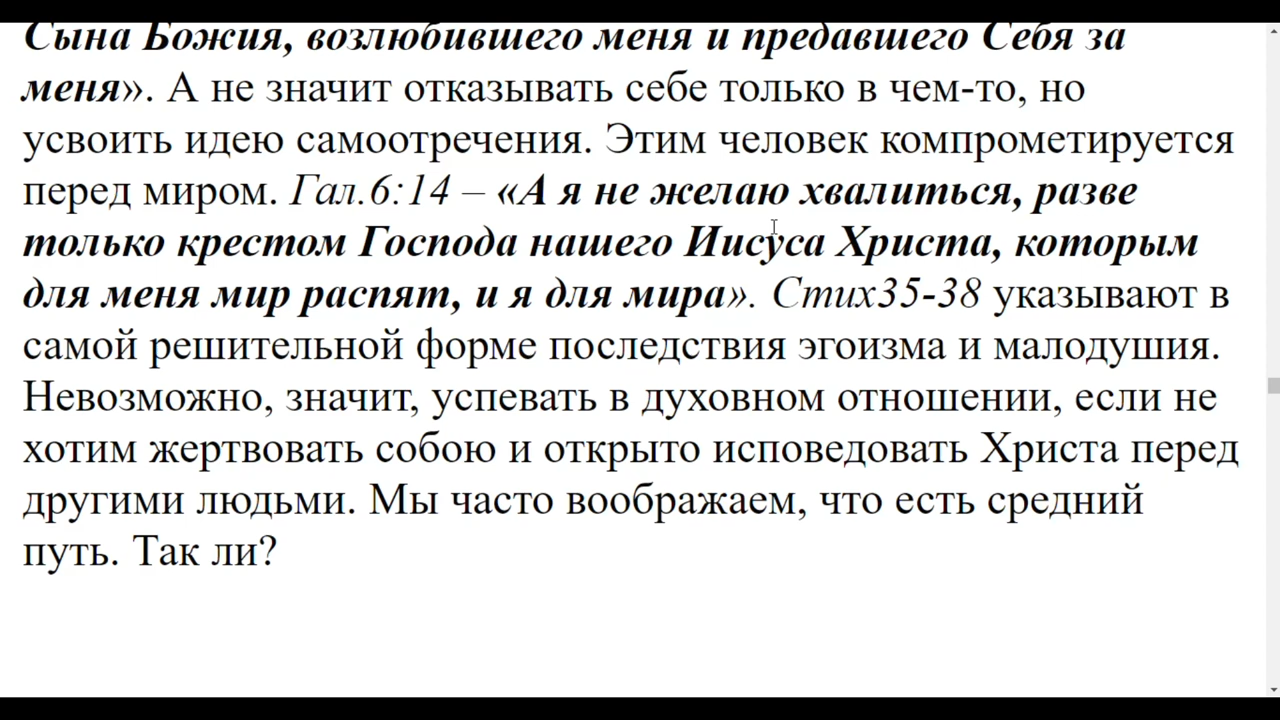 Сына Божия, возлюбившего меня и предавшего Себя за
меня». А не значит отказывать себе только в чем-то, но
усвоить идею самоотречения. Этим человек компрометируется
перед миром. Гал.6:14 – «А я не желаю хвалиться, разве
только крестом Господа нашего Иисуса Христа, которым
для меня мир распят, и я для мира». Стих35-38 указывают в
самой решительной форме последствия эгоизма и малодушия.
Невозможно, значит, успевать в духовном отношении, если не
хотим жертвовать собою и открыто исповедовать Христа перед
другими людьми. Мы часто воображаем, что есть средний
путь. Так ли?